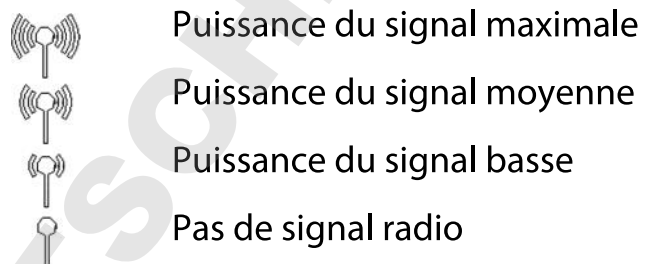 Puissance du signal maximale
Puissance du signal moyenne
Puissance du signal basse
Pas de signal radio